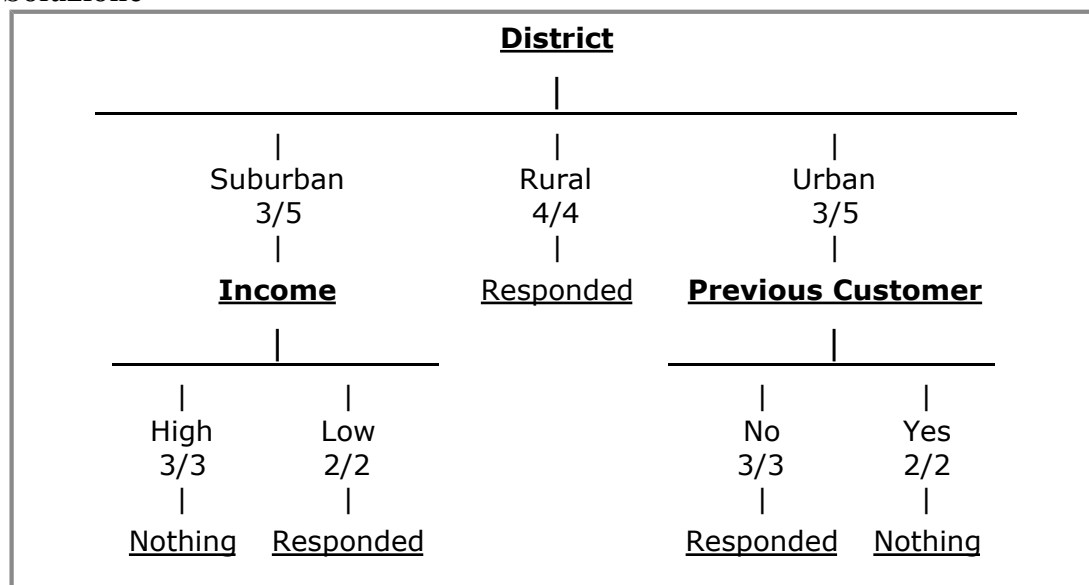 District
Suburban Rural Urban
3/5 4/4 3/5
Income Responded Previous Customer
High Low No Yes
3/3 2/2 3/3 2/2
Nothing Responded Responded Nothing